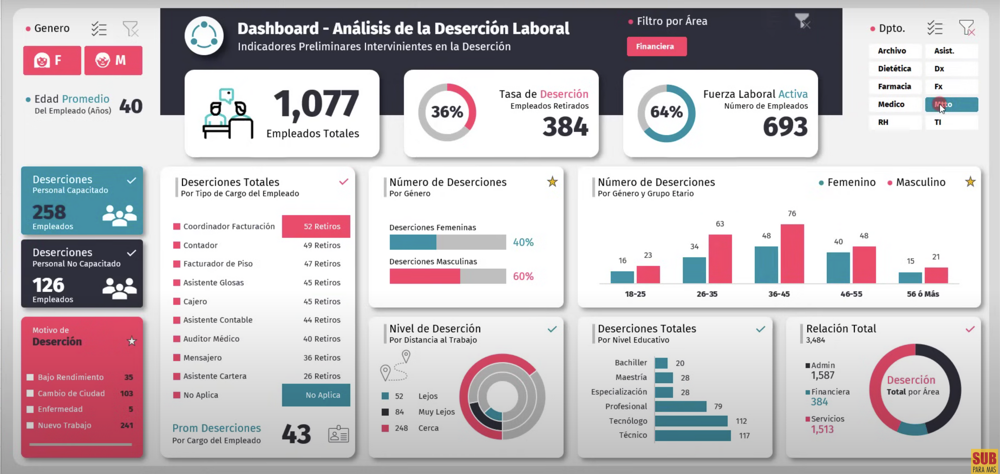 Genero
F
M
Edad Promedio
Del Empleado (Años)
40
Dashboard - Análisis de la Deserción Laboral
Indicadores Preliminares Intervinientes en la Deserción
Filtro por Área
Financiera
Dpto.
Archivo
Asist.
Dietética
Dx
Farmacia
Fx
Medico
Mtto
RH
TI
1,077
Empleados Totales
36%
Tasa de Deserción
Empleados Retirados
384
64%
Fuerza Laboral Activa
Número de Empleados
693
Deserciones
Personal Capacitado
258
Empleados
Deserciones
Personal No Capacitado
126
Empleados
Motivo de
Deserción
Bajo Rendimiento 35
Cambio de Ciudad 103
Enfermedad 5
Nuevo Trabajo 241
Deserciones Totales
Por Tipo de Cargo del Empleado
Coordinador Facturación 52 Retiros
Contador 49 Retiros
Facturador de Piso 47 Retiros
Asistente Glosas 45 Retiros
Cajero 45 Retiros
Asistente Contable 44 Retiros
Auditor Médico 40 Retiros
Mensajero 36 Retiros
Asistente Cartera 26 Retiros
No Aplica No Aplica
Prom Deserciones
Por Cargo del Empleado
43
Número de Deserciones
Por Género
Deserciones Femeninas
40%
Deserciones Masculinas
60%
Número de Deserciones
Por Género y Grupo Etario
Femenino Masculino
16 23 34 63 48 76 40 48 15 21
18-25 26-35 36-45 46-55 56 ó Más
Nivel de Deserción
Por Distancia al Trabajo
52 Lejos
84 Muy Lejos
248 Cerca
Deserciones Totales
Por Nivel Educativo
Bachiller 20
Maestría 28
Especialización 28
Profesional 79
Tecnólogo 112
Técnico 117
Relación Total
3,484
Admin
1,587
Financiera
384
Servicios
1,513
Deserción
Total por Área
SUB
PARA MAS